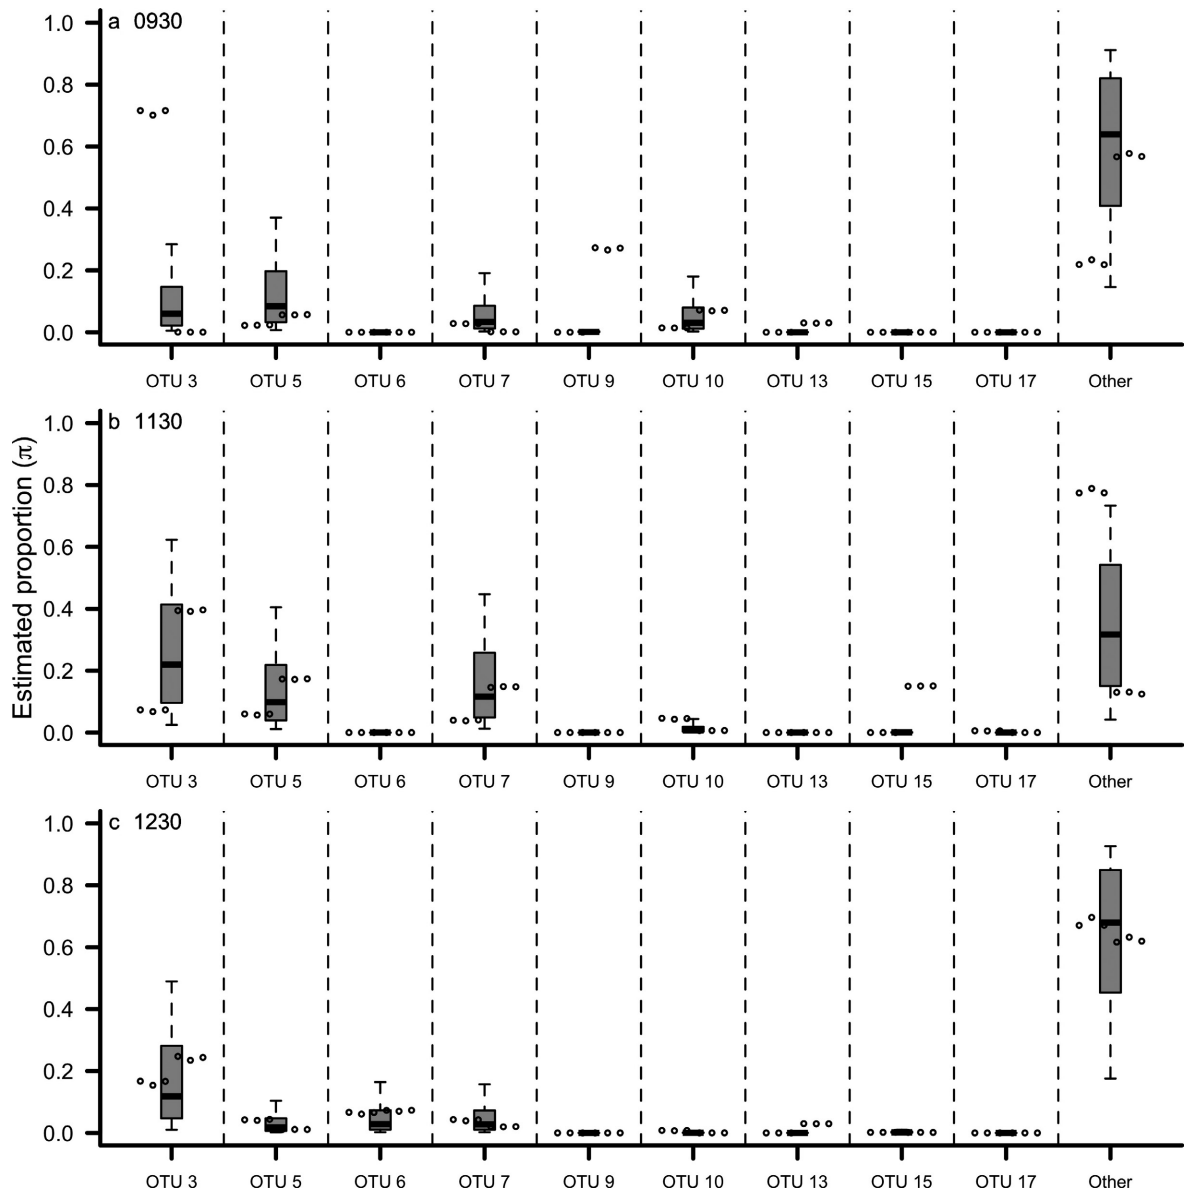 a 0930
1.0
0.8
0.6
0.4
0.2
0.0
OTU 3 OTU 5 OTU 6 OTU 7 OTU 9 OTU 10 OTU 13 OTU 15 OTU 17 Other
Estimated proportion (π)
b 1130
1.0
0.8
0.6
0.4
0.2
0.0
OTU 3 OTU 5 OTU 6 OTU 7 OTU 9 OTU 10 OTU 13 OTU 15 OTU 17 Other
c 1230
1.0
0.8
0.6
0.4
0.2
0.0
OTU 3 OTU 5 OTU 6 OTU 7 OTU 9 OTU 10 OTU 13 OTU 15 OTU 17 Other